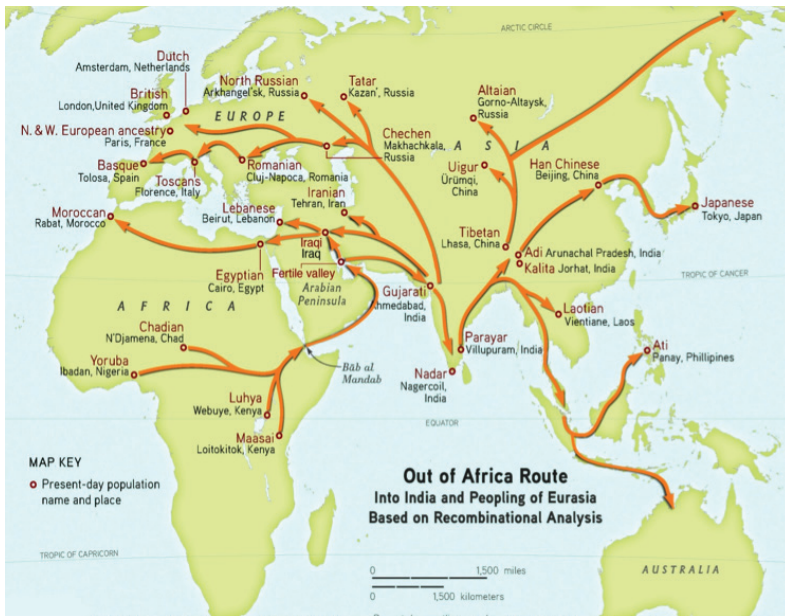 ARCTIC CIRCLE
Dutch
Amsterdam, Netherlands
British
London,United Kingdom
N. & W. European ancestry
Paris, France
EUROPE
North Russian
Arkhangel'sk, Russia
Tatar
Kazan', Russia
Altaian
Gorno-Altaysk,
Russia
ASIA
Chechen
Makhachkala,
Russia
Basque
Tolosa, Spain
Toscans
Florence, Italy
Romanian
Cluj-Napoca, Romania
Uigur
Ürümqi,
China
Han Chinese
Beijing, China
Iranian
Tehran, Iran
Lebanese
Beirut, Lebanon
Moroccan
Rabat, Morocco
Japanese
Tokyo, Japan
Iraqi
Iraq
Tibetan
Lhasa, China
Adi Arunachal Pradesh, India
Kalita Jorhat, India
Egyptian
Cairo, Egypt
Fertile valley
Arabian
Peninsula
TROPIC OF CANCER
Gujarati
Ahmedabad,
India
AFRICA
Laotian
Vientiane, Laos
Chadian
N'Djamena, Chad
Yoruba
Ibadan, Nigeria
Bāb al
Mandab
Parayar
Villupuram, India
Ati
Panay, Phillipines
Nadar
Nagercoil,
India
Luhya
Webuye, Kenya
EQUATOR
Maasai
Loitokitok, Kenya
MAP KEY
Present-day population
name and place
Out of Africa Route
Into India and Peopling of Eurasia
Based on Recombinational Analysis
TROPIC OF CAPRICORN
0 1,500 miles
0 1,500 kilometers
AUSTRALIA